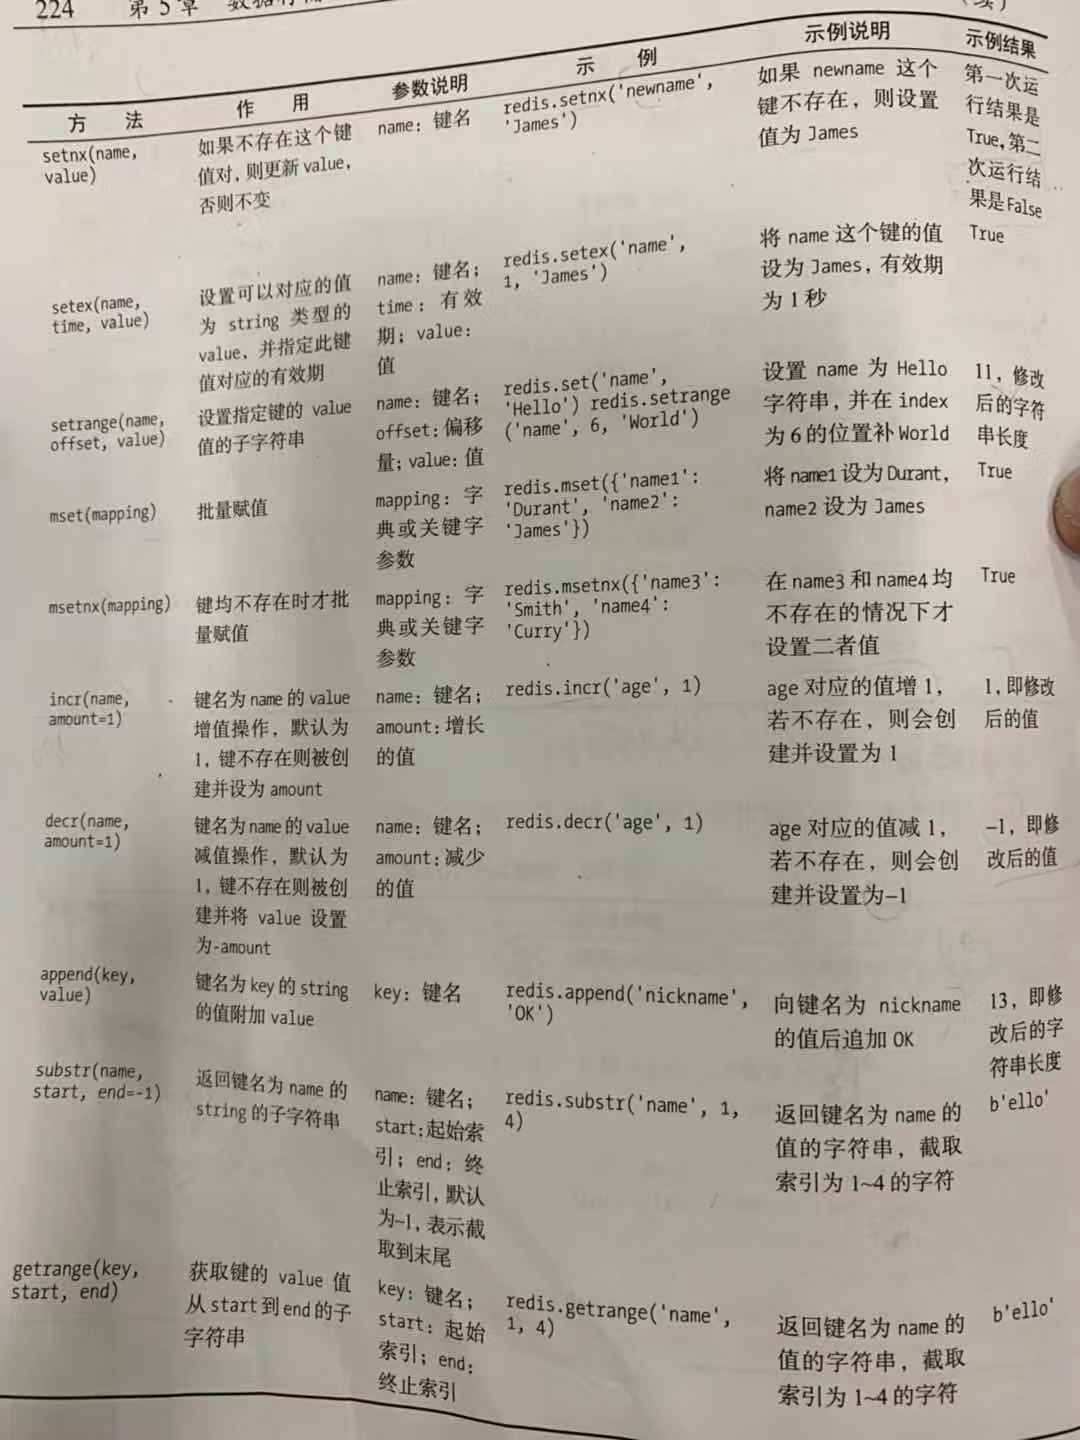 224 第5章
(续)
方 法
作 用
参数说明
示 例
示例说明
示例结果
setnx(name,
value)
如果不存在这个键
值对，则更新 value，
否则不变
name：键名
redis.setnx('newname',
'James')
如果 newname 这个
键不存在，则设置
值为 James
第一次运
行结果是
True，第二
次运行结
果是False
setex(name,
time, value)
设置可以对应的值
为 string 类型的
value，并指定此键
值对应的有效期
name：键名；
time：有效
期；value：
值
redis.setex('name',
1, 'James')
将 name 这个键的值
设为 James，有效期
为 1 秒
True
setrange(name,
offset, value)
设置指定键的 value
值的子字符串
name：键名；
offset：偏移
量；value：值
redis.set('name',
'Hello') redis.setrange
('name', 6, 'World')
设置 name 为 Hello
字符串，并在 index
为 6 的位置补 World
11，修改
后的字符
串长度
mset(mapping)
批量赋值
mapping：字
典或关键字
参数
redis.mset({'name1':
'Durant', 'name2':
'James'})
将 name1 设为 Durant，
name2 设为 James
True
msetnx(mapping)
键均不存在时才批
量赋值
mapping：字
典或关键字
参数
redis.msetnx({'name3':
'Smith', 'name4':
'Curry'})
在 name3 和 name4 均
不存在的情况下才
设置二者值
True
incr(name,
amount=1)
键名为 name 的 value
增值操作，默认为
1，键不存在则被创
建并设为 amount
name：键名；
amount：增长
的值
redis.incr('age', 1)
age 对应的值增 1，
若不存在，则会创
建并设置为 1
1，即修改
后的值
decr(name,
amount=1)
键名为 name 的 value
减值操作，默认为
1，键不存在则被创
建并将 value 设置
为-amount
name：键名；
amount：减少
的值
redis.decr('age', 1)
age 对应的值减 1，
若不存在，则会创
建并设置为–1
–1，即修
改后的值
append(key,
value)
键名为 key 的 string
的值附加 value
key：键名
redis.append('nickname',
'OK')
向键名为 nickname
的值后追加 OK
13，即修
改后的字
符串长度
substr(name,
start, end=-1)
返回键名为 name 的
string 的子字符串
name：键名；
start：起始索
引；end：终
止索引，默认
为–1，表示截
取到末尾
redis.substr('name', 1,
4)
返回键名为 name 的
值的字符串，截取
索引为 1~4 的字符
b'ello'
getrange(key,
start, end)
获取键的 value 值
从 start 到 end 的子
字符串
key：键名；
start：起始
索引；end：
终止索引
redis.getrange('name',
1, 4)
返回键名为 name 的
值的字符串，截取
索引为 1~4 的字符
b'ello'